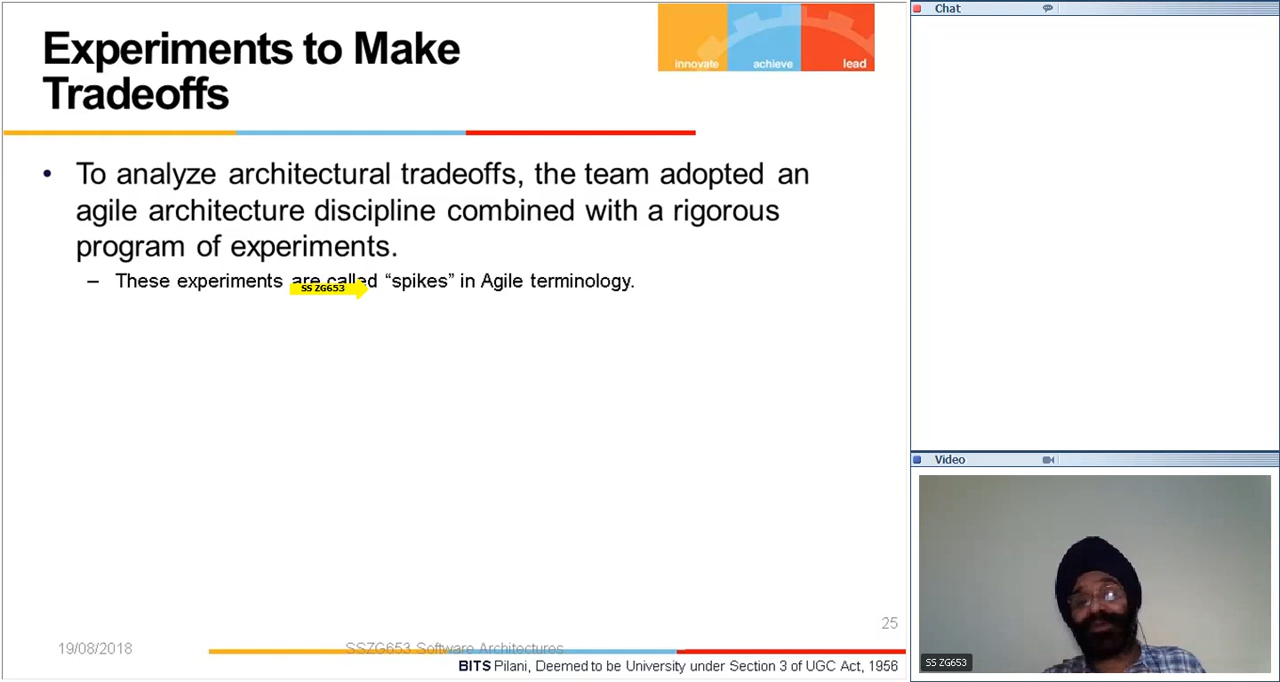 Experiments to Make
Tradeoffs
innovate achieve lead
• To analyze architectural tradeoffs, the team adopted an
agile architecture discipline combined with a rigorous
program of experiments.
– These experiments are called “spikes” in Agile terminology.
SS ZG653
25
19/08/2018
SSZG653 Software Architectures
BITS Pilani, Deemed to be University under Section 3 of UGC Act, 1956
Chat
Video
SS ZG653